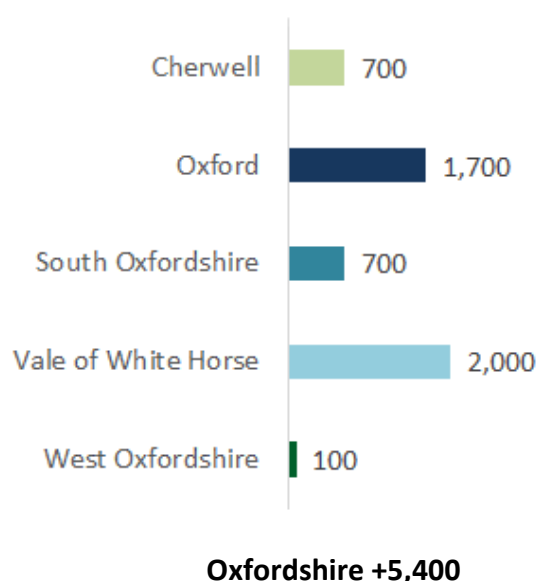 Cherwell 700
Oxford 1,700
South Oxfordshire 700
Vale of White Horse 2,000
West Oxfordshire 100
Oxfordshire +5,400